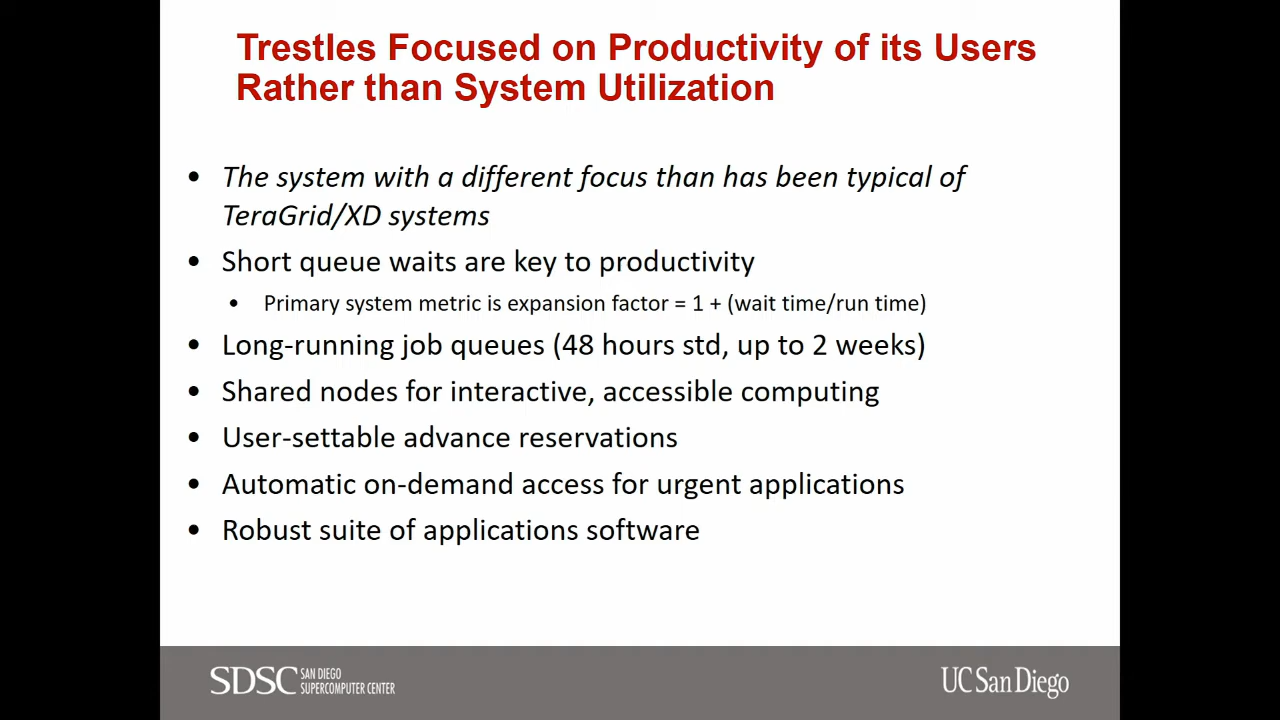 Trestles Focused on Productivity of its Users
Rather than System Utilization
• The system with a different focus than has been typical of
TeraGrid/XD systems
• Short queue waits are key to productivity
• Primary system metric is expansion factor = 1 + (wait time/run time)
• Long-running job queues (48 hours std, up to 2 weeks)
• Shared nodes for interactive, accessible computing
• User-settable advance reservations
• Automatic on-demand access for urgent applications
• Robust suite of applications software
SDSC SAN DIEGO
SUPERCOMPUTER CENTER
UC San Diego